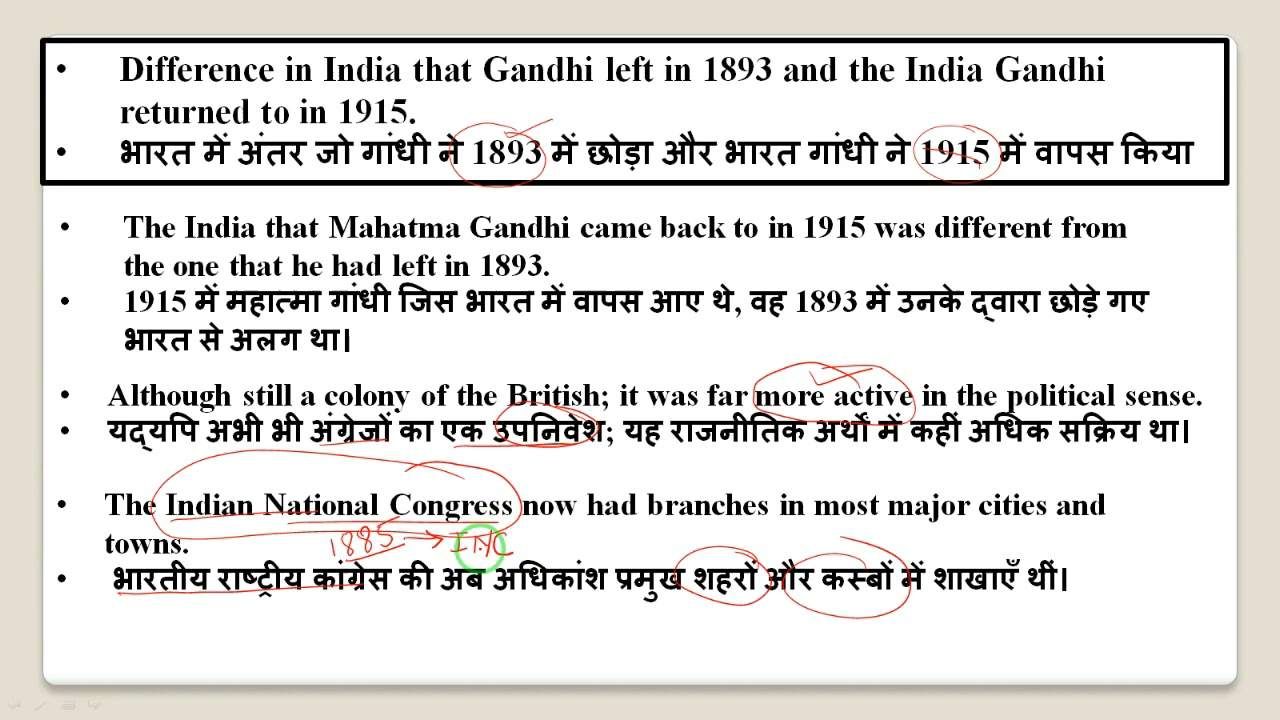 • Difference in India that Gandhi left in 1893 and the India Gandhi
returned to in 1915.
• भारत में अंतर जो गांधी ने 1893 में छोड़ा और भारत गांधी ने 1915 में वापस किया
• The India that Mahatma Gandhi came back to in 1915 was different from
the one that he had left in 1893.
• 1915 में महात्मा गांधी जिस भारत में वापस आए थे, वह 1893 में उनके द्वारा छोड़े गए
भारत से अलग था।
• Although still a colony of the British; it was far more active in the political sense.
• यद्यपि अभी भी अंग्रेजों का एक उपनिवेश; यह राजनीतिक अर्थों में कहीं अधिक सक्रिय था।
• The Indian National Congress now had branches in most major cities and
towns.
1885 → INC
• भारतीय राष्ट्रीय कांग्रेस की अब अधिकांश प्रमुख शहरों और कस्बों में शाखाएँ थीं।